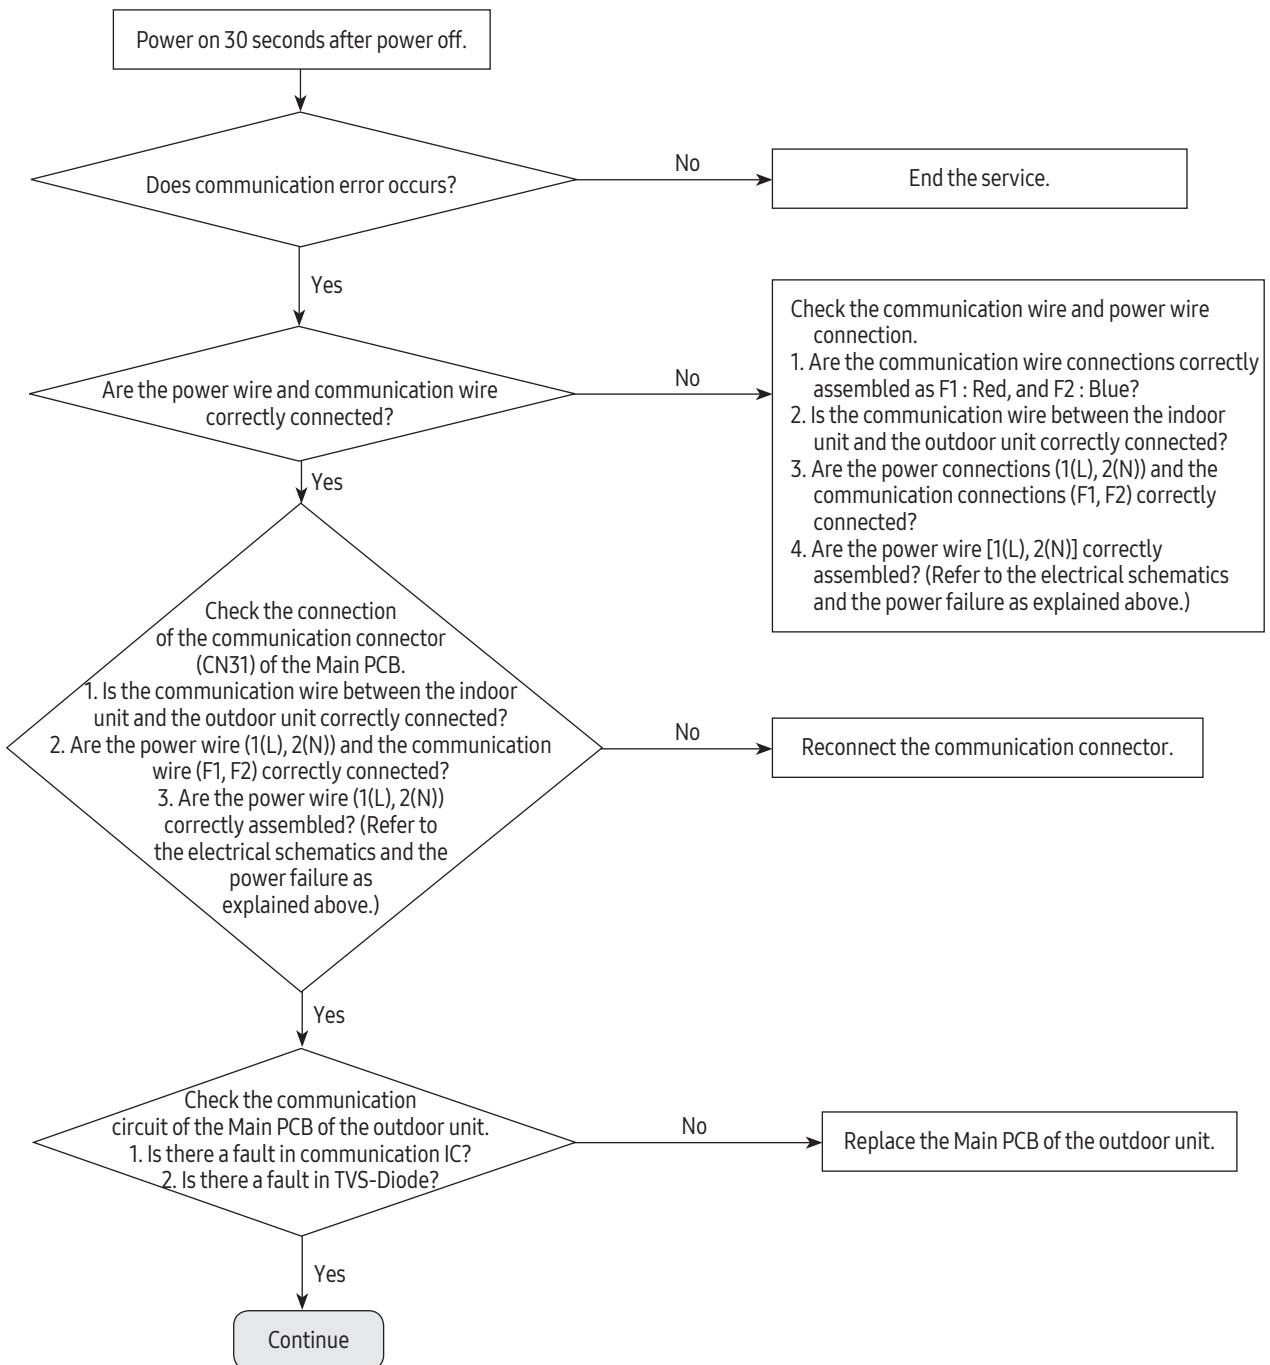 Power on 30 seconds after power off.
Does communication error occurs?
No
End the service.
Yes
Are the power wire and communication wire
correctly connected?
No
Check the communication wire and power wire
connection.
1. Are the communication wire connections correctly
assembled as F1 : Red, and F2 : Blue?
2. Is the communication wire between the indoor
unit and the outdoor unit correctly connected?
3. Are the power connections (1(L), 2(N)) and the
communication connections (F1, F2) correctly
connected?
4. Are the power wire [1(L), 2(N)] correctly
assembled? (Refer to the electrical schematics
and the power failure as explained above.)
Yes
Check the connection
of the communication connector
(CN31) of the Main PCB.
1. Is the communication wire between the indoor
unit and the outdoor unit correctly connected?
2. Are the power wire (1(L), 2(N)) and the communication
wire (F1, F2) correctly connected?
3. Are the power wire (1(L), 2(N))
correctly assembled? (Refer to
the electrical schematics and the
power failure as
explained above.)
No
Reconnect the communication connector.
Yes
Check the communication
circuit of the Main PCB of the outdoor unit.
1. Is there a fault in communication IC?
2. Is there a fault in TVS-Diode?
No
Replace the Main PCB of the outdoor unit.
Yes
Continue